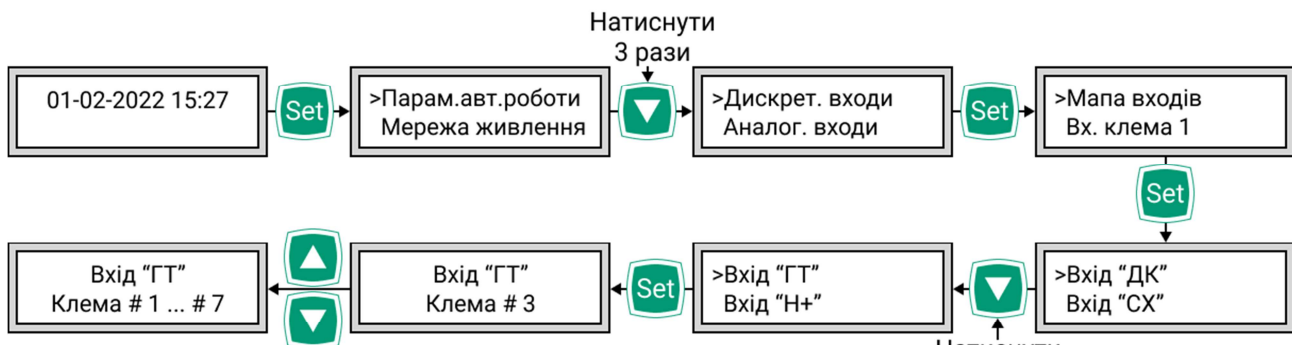 Натиснути
3 рази
01-02-2022 15:27
Set
>Парам.авт.роботи
Мережа живлення
>Дискрет. входи
Аналог. входи
Set
>Мапа входів
Вх. клема 1
Set
>Вхід “ДК”
Вхід “СХ”
>Вхід “ГТ”
Вхід “Н+”
Set
Вхід “ГТ”
Клема # 3
Вхід “ГТ”
Клема # 1 ... # 7
Натиснути